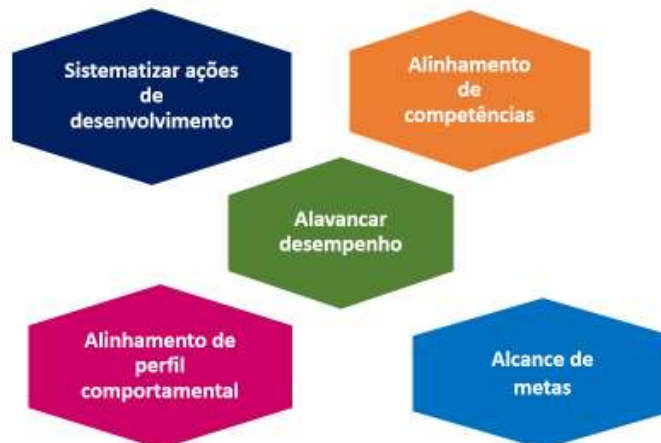 Sistematizar ações
de
desenvolvimento
Alinhamento
de
competências
Alavancar
desempenho
Alinhamento de
perfil
comportamental
Alcance de
metas